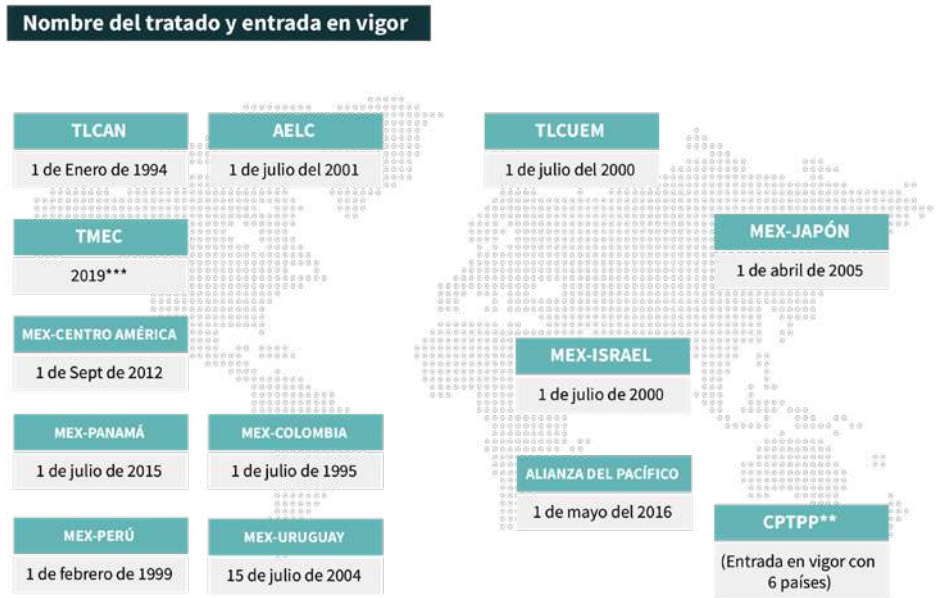 Nombre del tratado y entrada en vigor
TLCAN
1 de Enero de 1994
AELC
1 de julio del 2001
TLCUEM
1 de julio del 2000
TMEC
2019***
MEX-JAPÓN
1 de abril de 2005
MEX-CENTRO AMÉRICA
1 de Sept de 2012
MEX-ISRAEL
1 de julio de 2000
MEX-PANAMÁ
1 de julio de 2015
MEX-COLOMBIA
1 de julio de 1995
ALIANZA DEL PACÍFICO
1 de mayo del 2016
MEX-PERÚ
1 de febrero de 1999
MEX-URUGUAY
15 de julio de 2004
CPTPP**
(Entrada en vigor con
6 países)